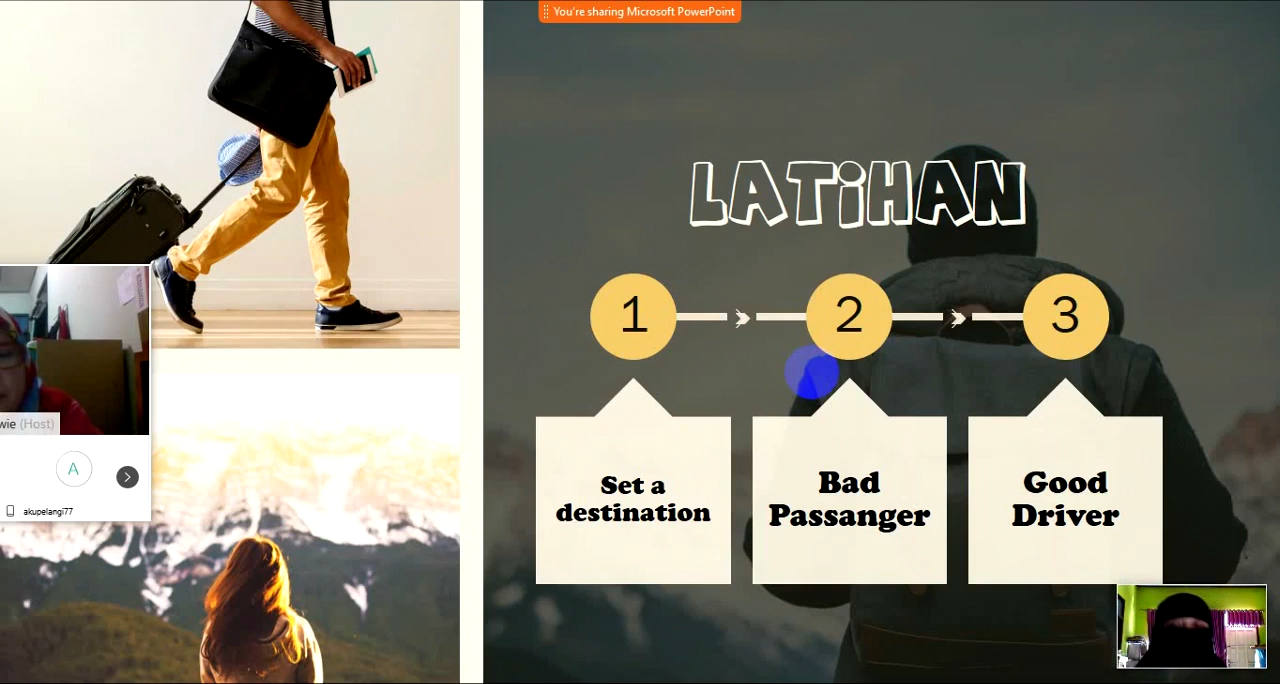 You're sharing Microsoft PowerPoint
LATiHAN
1
2
3
Set a
destination
Bad
Passanger
Good
Driver
wie (Host)
A
akupelangi77